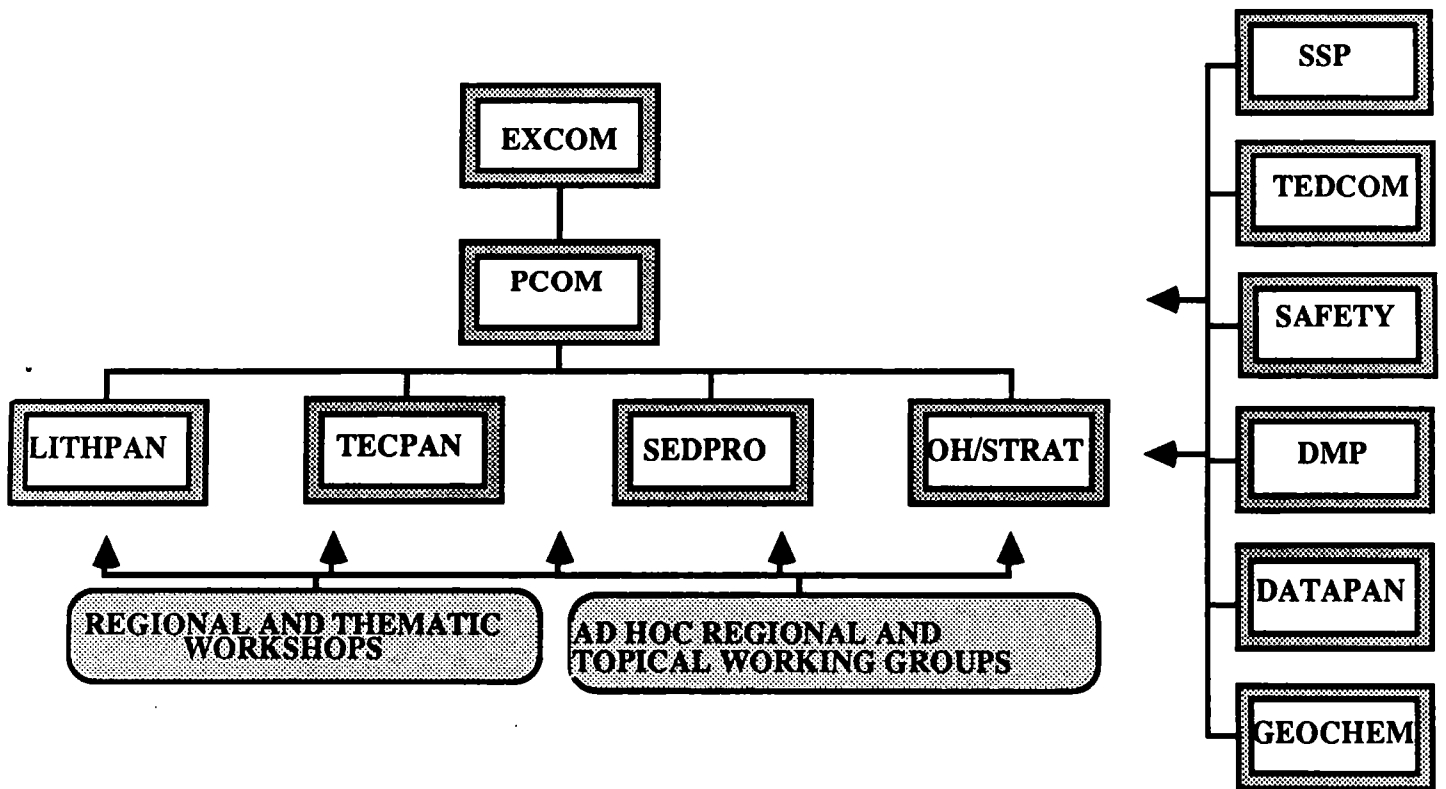 EXCOM
PCOM
LITHPAN
TECPAN
SEDPRO
OH/STRAT
REGIONAL AND THEMATIC
WORKSHOPS
AD HOC REGIONAL AND
TOPICAL WORKING GROUPS
SSP
TEDCOM
SAFETY
DMP
DATAPAN
GEOCHEM